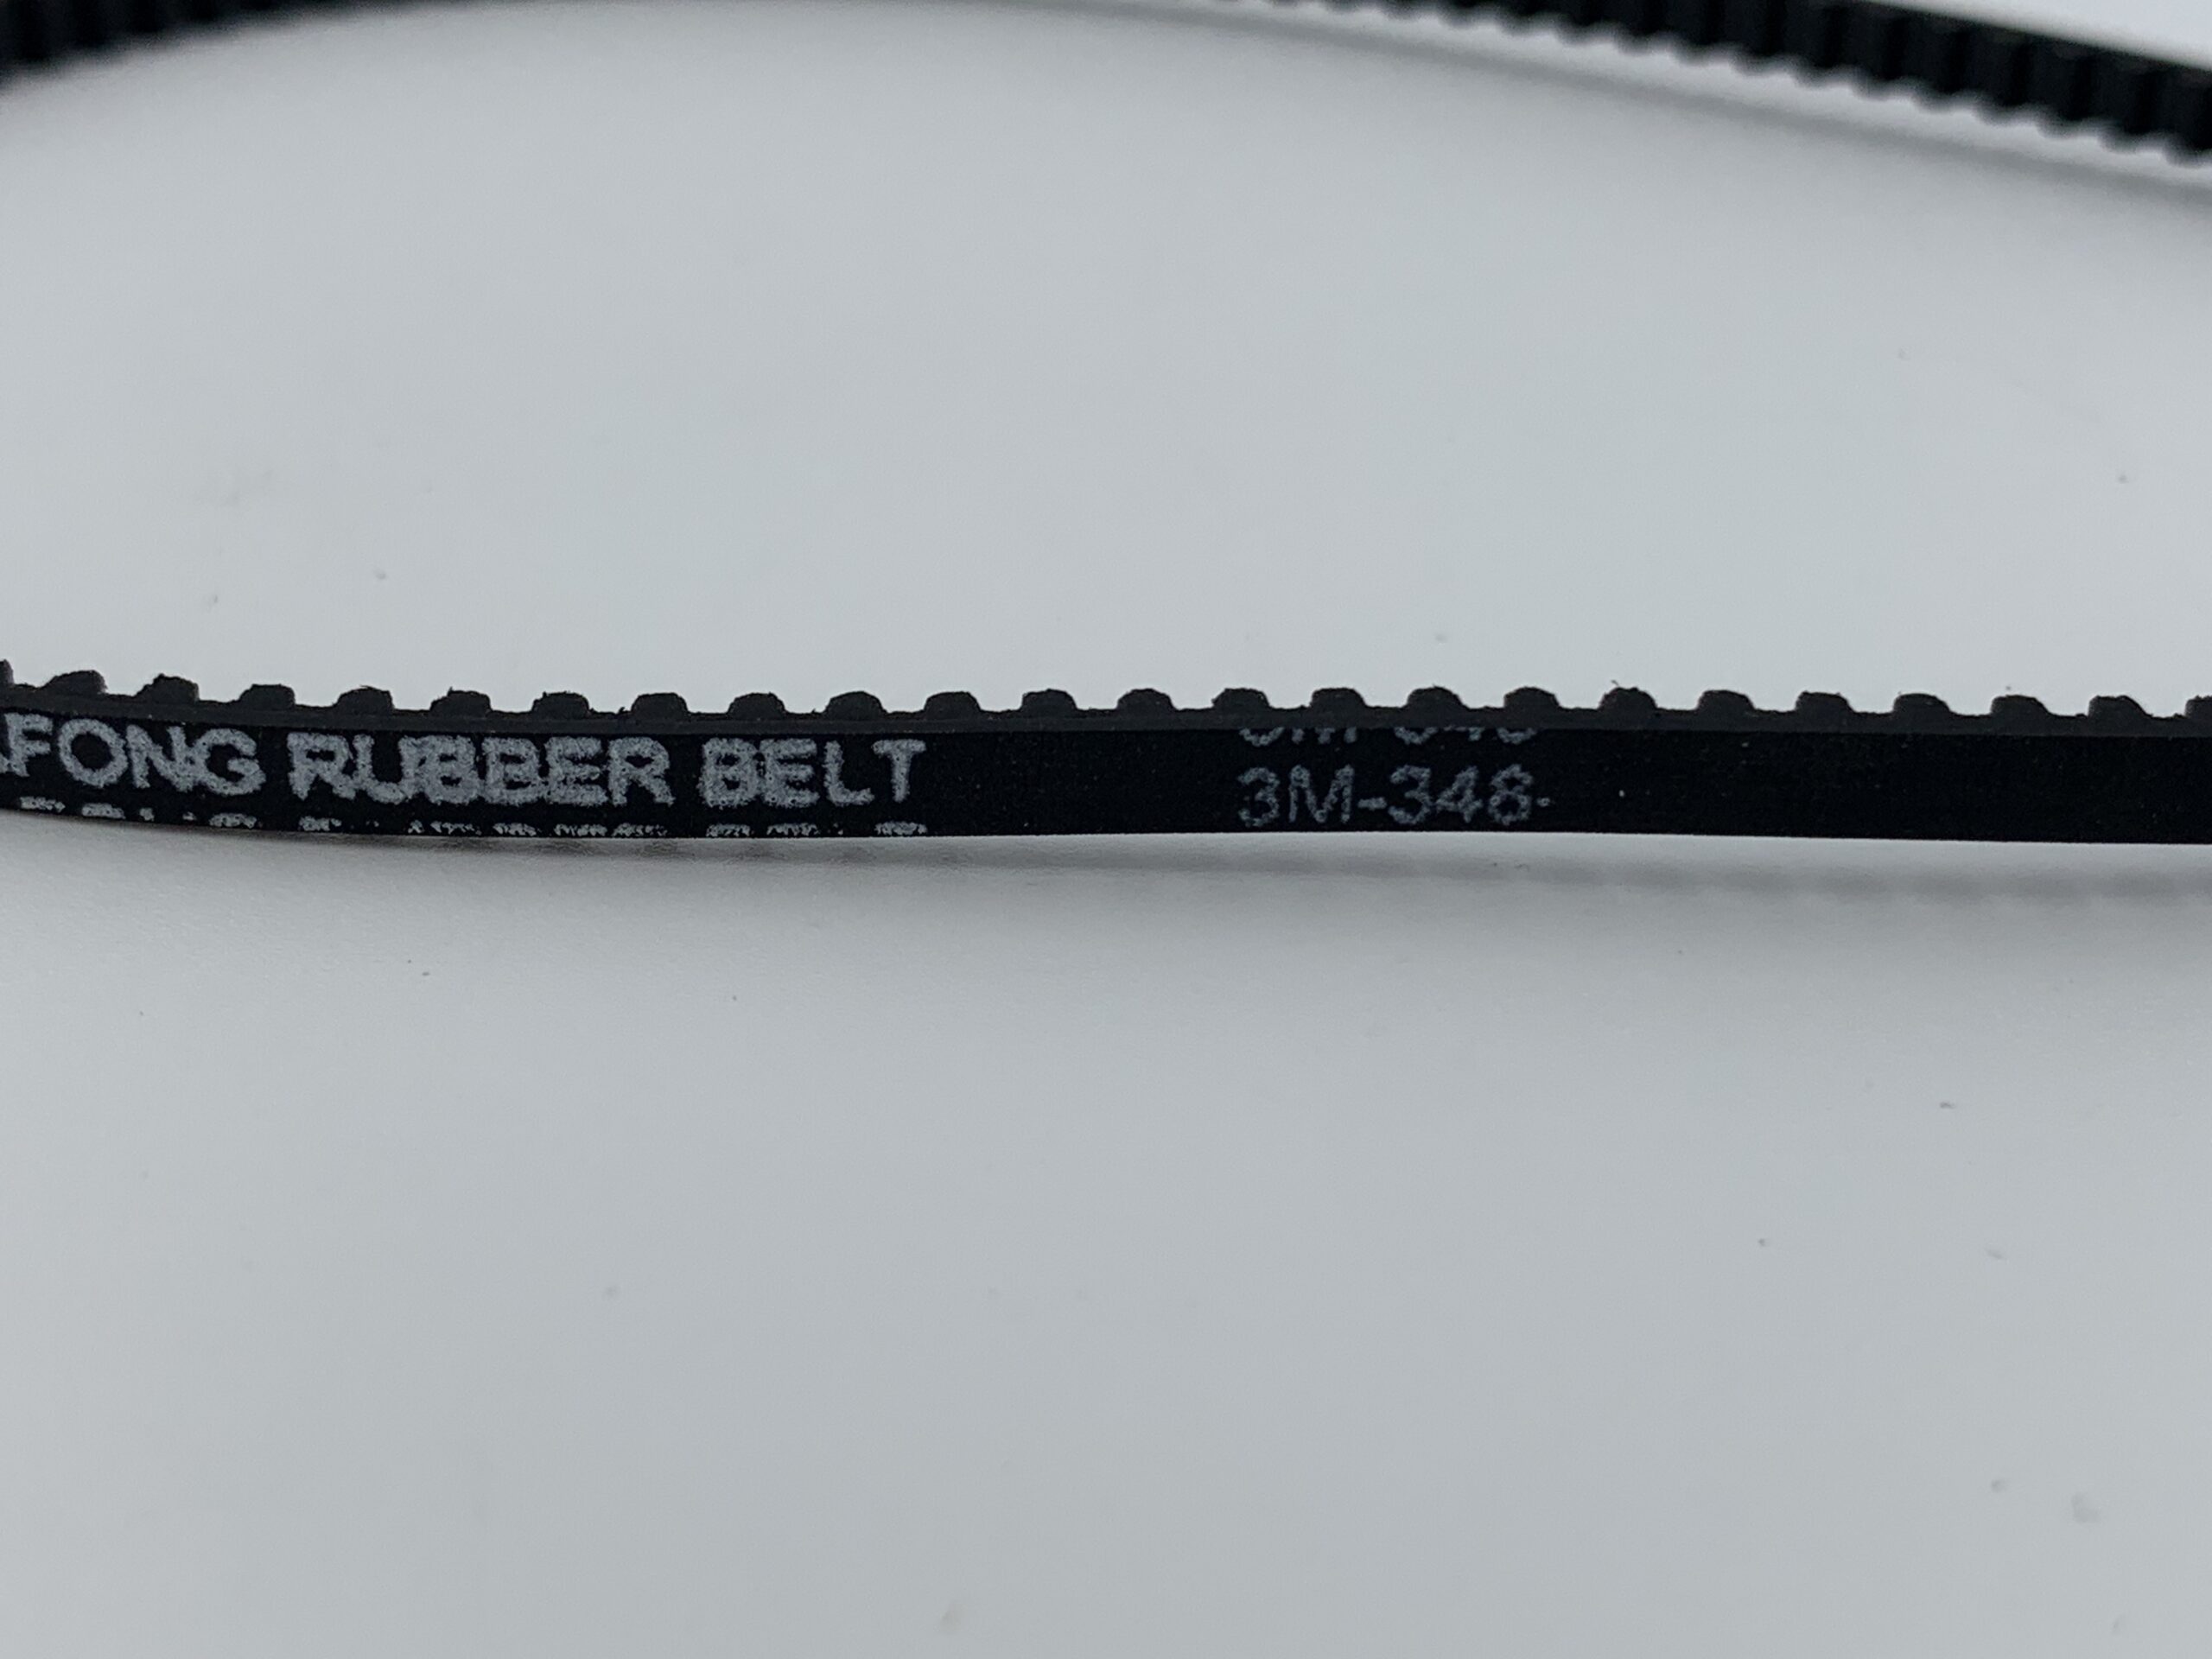 FONG RUBBER BELT
3M-348-